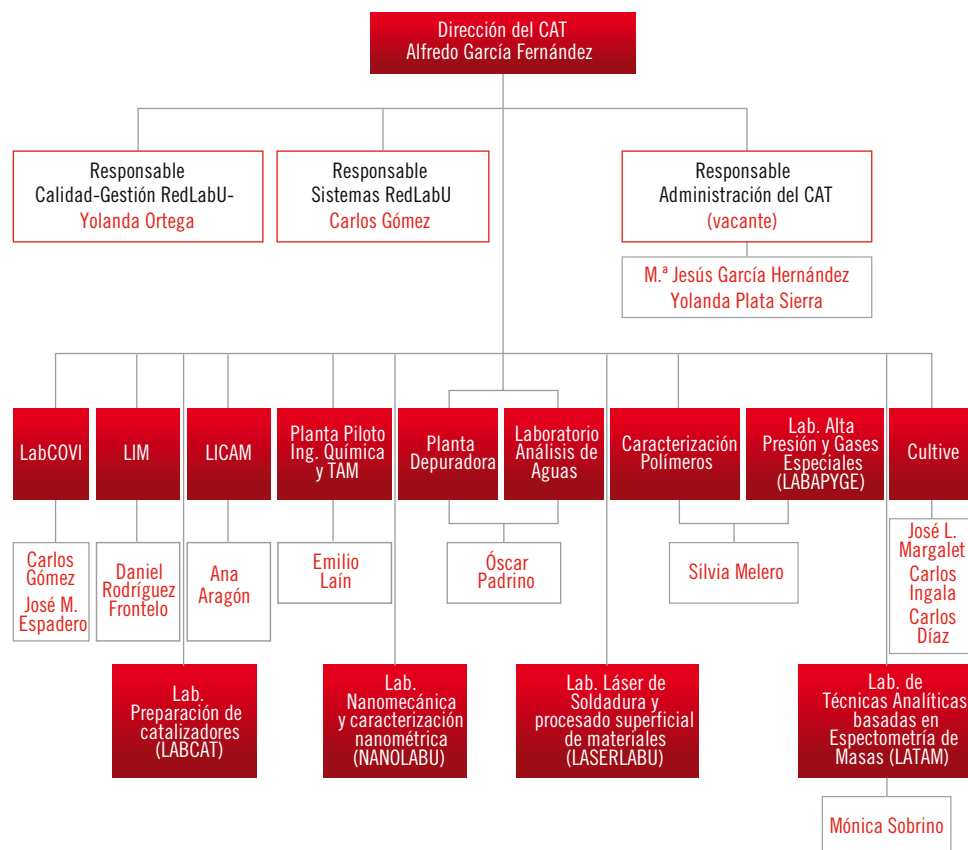 Dirección del CAT
Alfredo García Fernández
Responsable
Calidad-Gestión RedLabU-
Yolanda Ortega
Responsable
Sistemas RedLabU
Carlos Gómez
Responsable
Administración del CAT
(vacante)
M.ª Jesús García Hernández
Yolanda Plata Sierra
LabCOVI
LIM
LICAM
Planta Piloto
Ing. Química
y TAM
Planta
Depuradora
Laboratorio
Análisis de
Aguas
Caracterización
Polímeros
Lab. Alta
Presión y Gases
Especiales
(LABAPYGE)
Cultive
Carlos
Gómez
José M.
Espadero
Daniel
Rodríguez
Frontelo
Ana
Aragón
Emilio
Laín
Óscar
Padrino
Silvia Melero
José L.
Margalet
Carlos
Ingala
Carlos
Díaz
Lab.
Preparación de
catalizadores
(LABCAT)
Lab.
Nanomecánica
y caracterización
nanométrica
(NANOLABU)
Lab. Láser de
Soldadura y
procesado superficial
de materiales
(LASERLABU)
Lab. de
Técnicas Analíticas
basadas en
Espectometría de
Masas (LATAM)
Mónica Sobrino